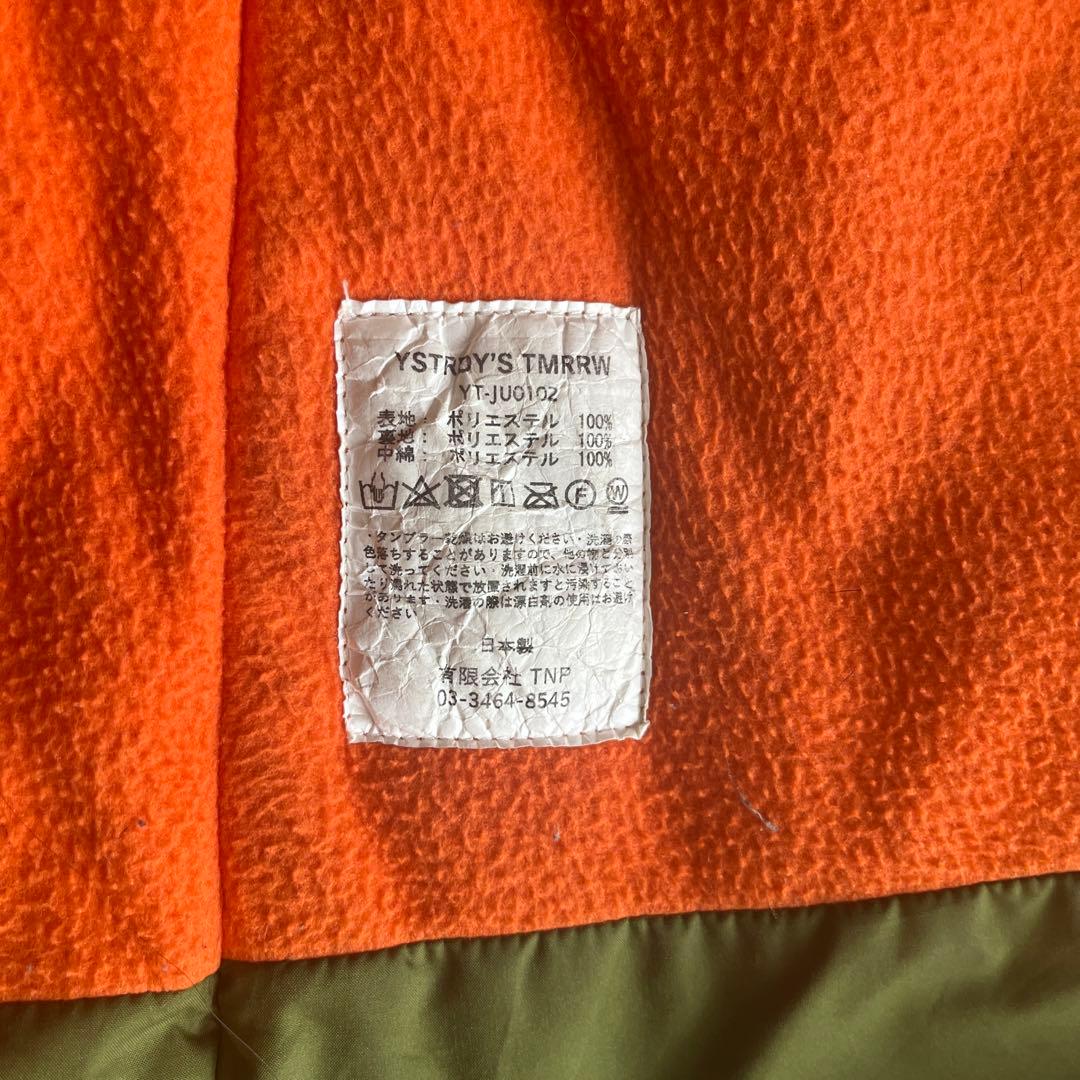 YSTRDY'S TMRRW
YT-JU0102
表地: ポリエステル 100%
裏地: ポリエステル 100%
中綿: ポリエステル 100%
F W
・タンブラー乾燥はお避けください・洗濯の際
色落ちすることがありますので、他の物と分別
して洗ってください・洗濯前に水に浸けておい
たり濡れた状態で放置されますと汚染すること
があります・洗濯の際は漂白剤の使用はお避け
ください
日本製
有限会社 TNP
03-3464-8545